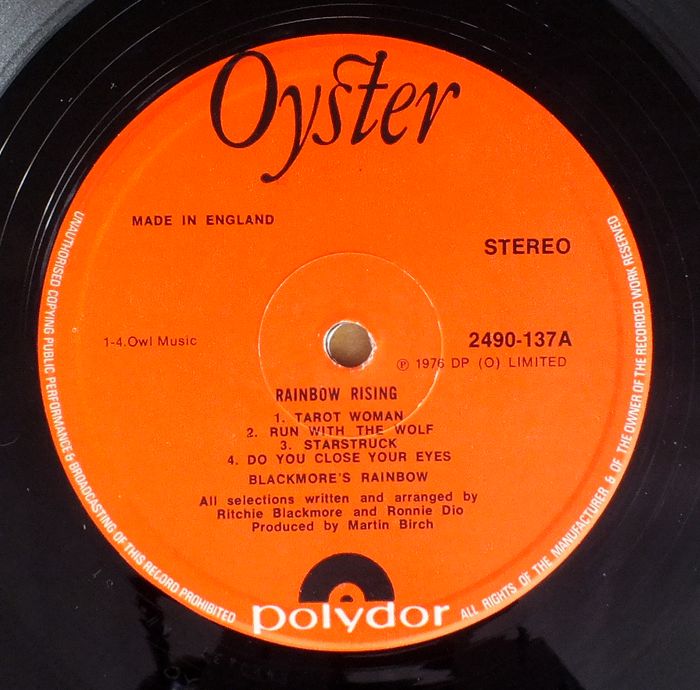 Oyster
MADE IN ENGLAND
STEREO
1-4.Owl Music
2490-137A
Ⓟ 1976 DP (O) LIMITED
RAINBOW RISING
1. TAROT WOMAN
2. RUN WITH THE WOLF
3. STARSTRUCK
4. DO YOU CLOSE YOUR EYES
BLACKMORE'S RAINBOW
All selections written and arranged by
Ritchie Blackmore and Ronnie Dio
Produced by Martin Birch
polydor
UNAUTHORISED COPYING PUBLIC PERFORMANCE & BROADCASTING OF THIS RECORD PROHIBITED
ALL RIGHTS OF THE MANUFACTURER & OF THE OWNER OF THE RECORDED WORK RESERVED